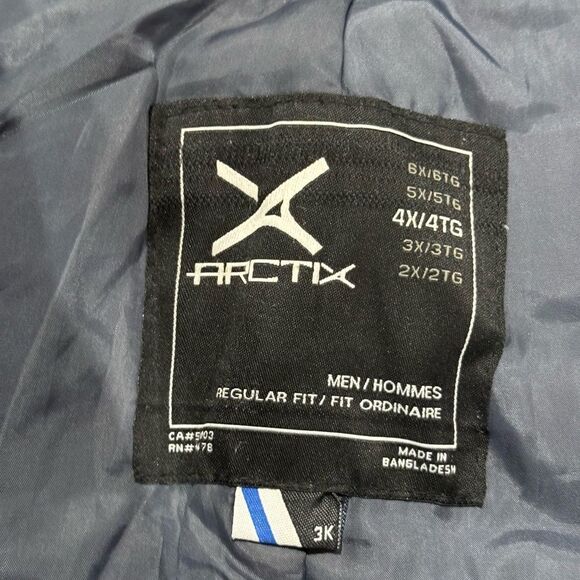 6X/6TG
5X/5TG
4X/4TG
3X/3TG
2X/2TG
ARCTIX
MEN/HOMMES
REGULAR FIT/ FIT ORDINAIRE
MADE IN
BANGLADESH
3K